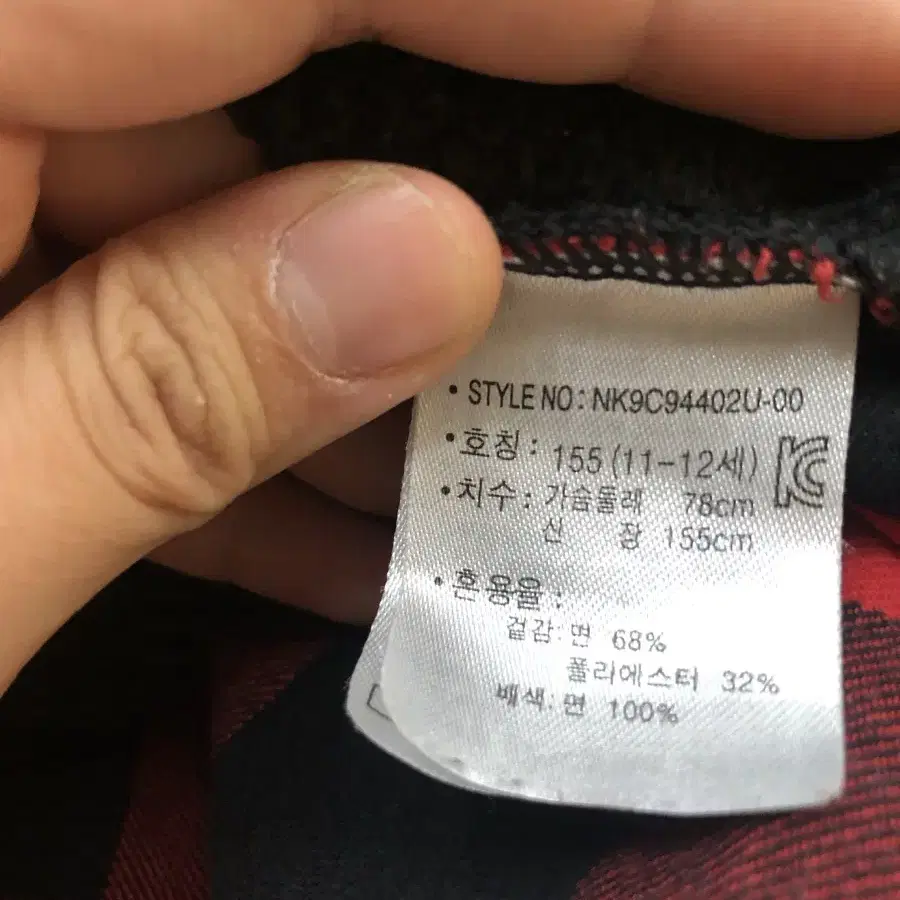 • STYLE NO: NK9C94402U-00
• 호칭: 155 (11-12세)
• 치수: 가슴둘레 78cm
신 장 155cm
• 혼용율:
겉감: 면 68%
폴리에스터 32%
배색: 면 100%